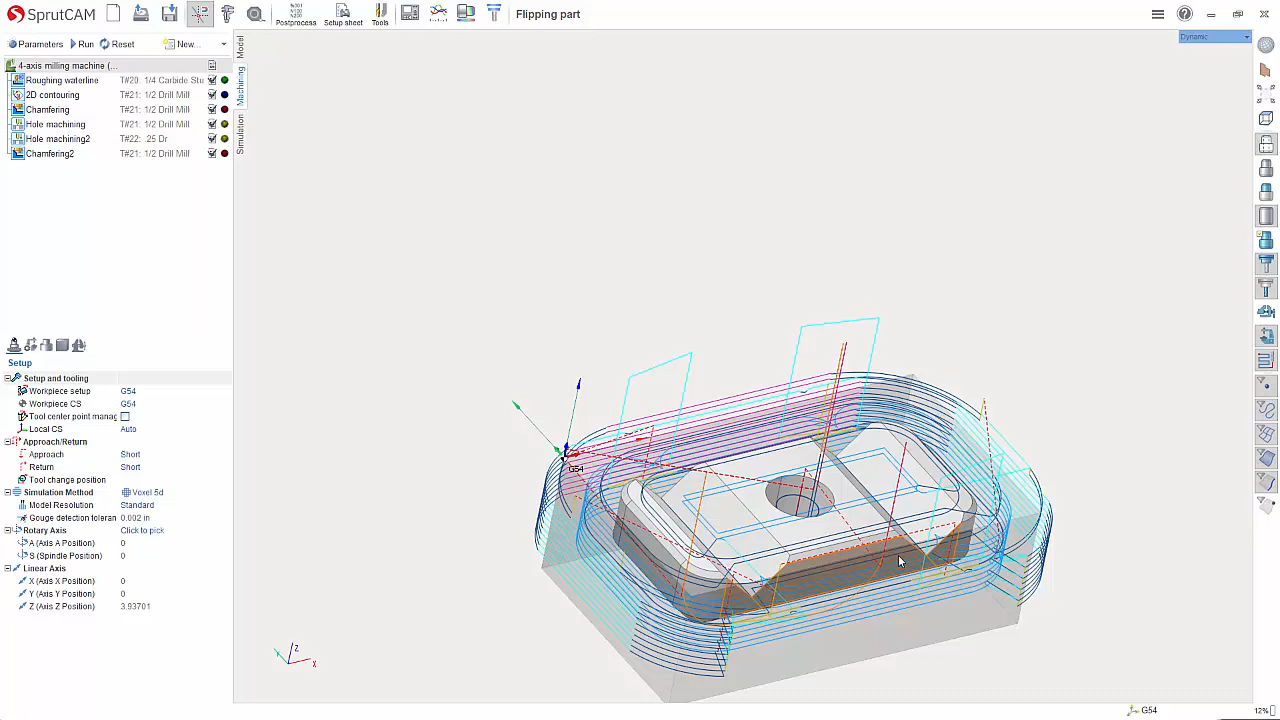 SprutCAM
Postprocess
Setup sheet
Tools
Flipping part
Parameters
Run
Reset
New...
Dynamic
4-axis milling machine (...
Roughing waterline T#20: 1/4 Carbide Stu
2D contouring T#21: 1/2 Drill Mill
Chamfering T#21: 1/2 Drill Mill
Hole machining T#21: 1/2 Drill Mill
Hole machining2 T#22: .25 Dr
Chamfering2 T#21: 1/2 Drill Mill
Model
Machining
Simulation
Setup
Setup and tooling
Workpiece setup G54
Workpiece CS G54
Tool center point manag
Local CS Auto
Approach/Return
Approach Short
Return Short
Tool change position
Simulation Method Voxel 5d
Model Resolution Standard
Gouge detection toleran 0.002 in
Rotary Axis Click to pick
A (Axis A Position) 0
S (Spindle Position) 0
Linear Axis
X (Axis X Position) 0
Y (Axis Y Position) 0
Z (Axis Z Position) 3.93701
G54
Z
X
G54
12%